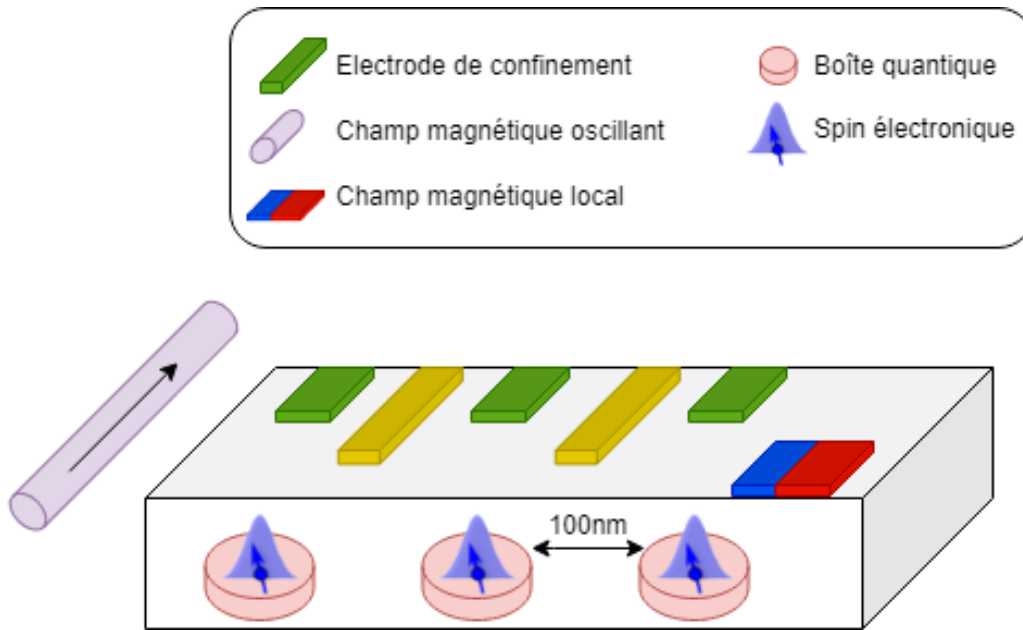 Electrode de confinement
Boîte quantique
Champ magnétique oscillant
Spin électronique
Champ magnétique local
100nm